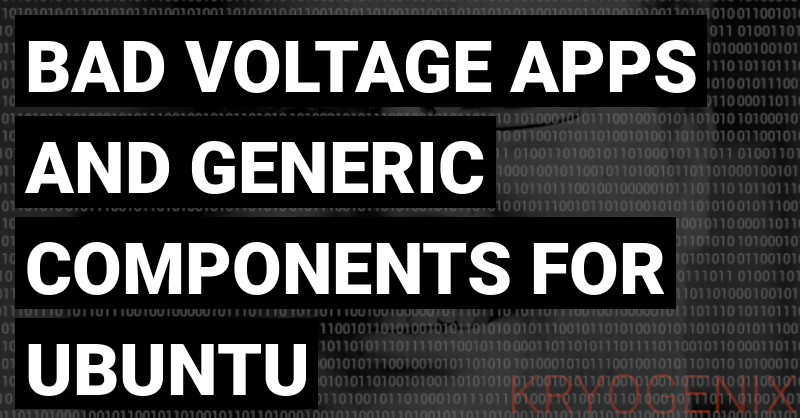 BAD VOLTAGE APPS
AND GENERIC
COMPONENTS FOR
UBUNTU
KRYOGENIX